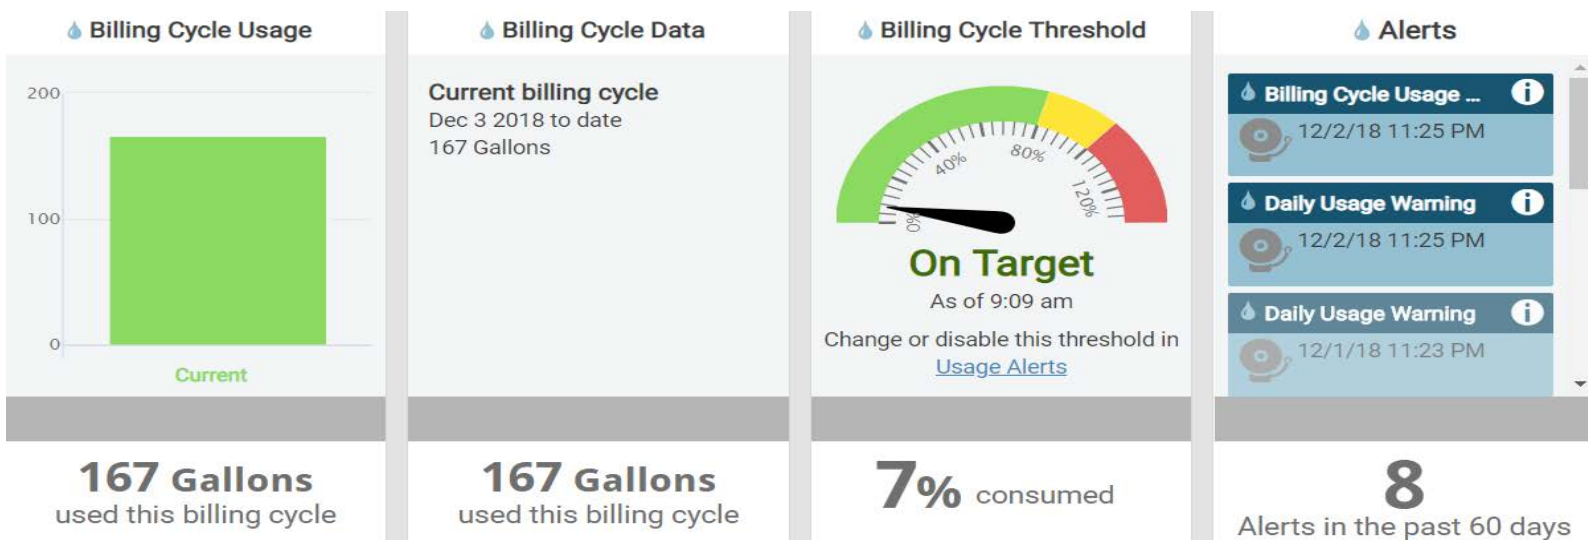 Billing Cycle Usage
200
100
0
Current
167 Gallons
used this billing cycle
Billing Cycle Data
Current billing cycle
Dec 3 2018 to date
167 Gallons
167 Gallons
used this billing cycle
Billing Cycle Threshold
0%
40%
80%
120%
On Target
As of 9:09 am
Change or disable this threshold in
Usage Alerts
7% consumed
Alerts
Billing Cycle Usage ...
12/2/18 11:25 PM
Daily Usage Warning
12/2/18 11:25 PM
Daily Usage Warning
12/1/18 11:23 PM
8
Alerts in the past 60 days